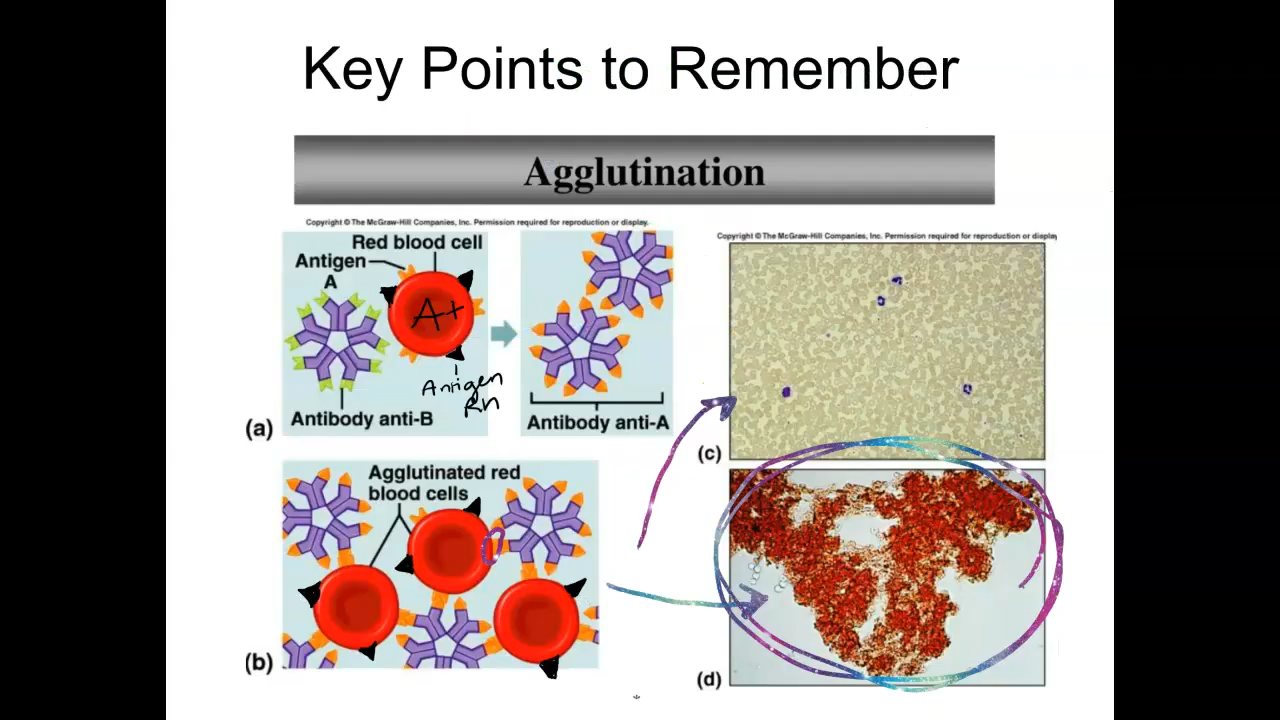 Key Points to Remember
Agglutination
Copyright © The McGraw-Hill Companies, Inc. Permission required for reproduction or display.
Red blood cell
Antigen
A
A+
Antigen
Rh
Antibody anti-B
Antibody anti-A
(a)
Agglutinated red
blood cells
(b)
Copyright © The McGraw-Hill Companies, Inc. Permission required for reproduction or display
(c)
(d)